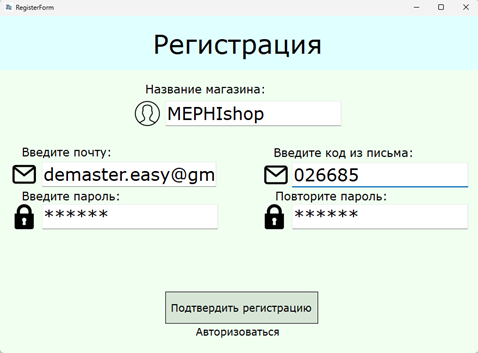 RegisterForm
Регистрация
Название магазина:
MEPHIshop
Введите почту:
Введите код из письма:
demaster.easy@gm
026685
Введите пароль:
Повторите пароль:
******
******
Подтвердить регистрацию
Авторизоваться